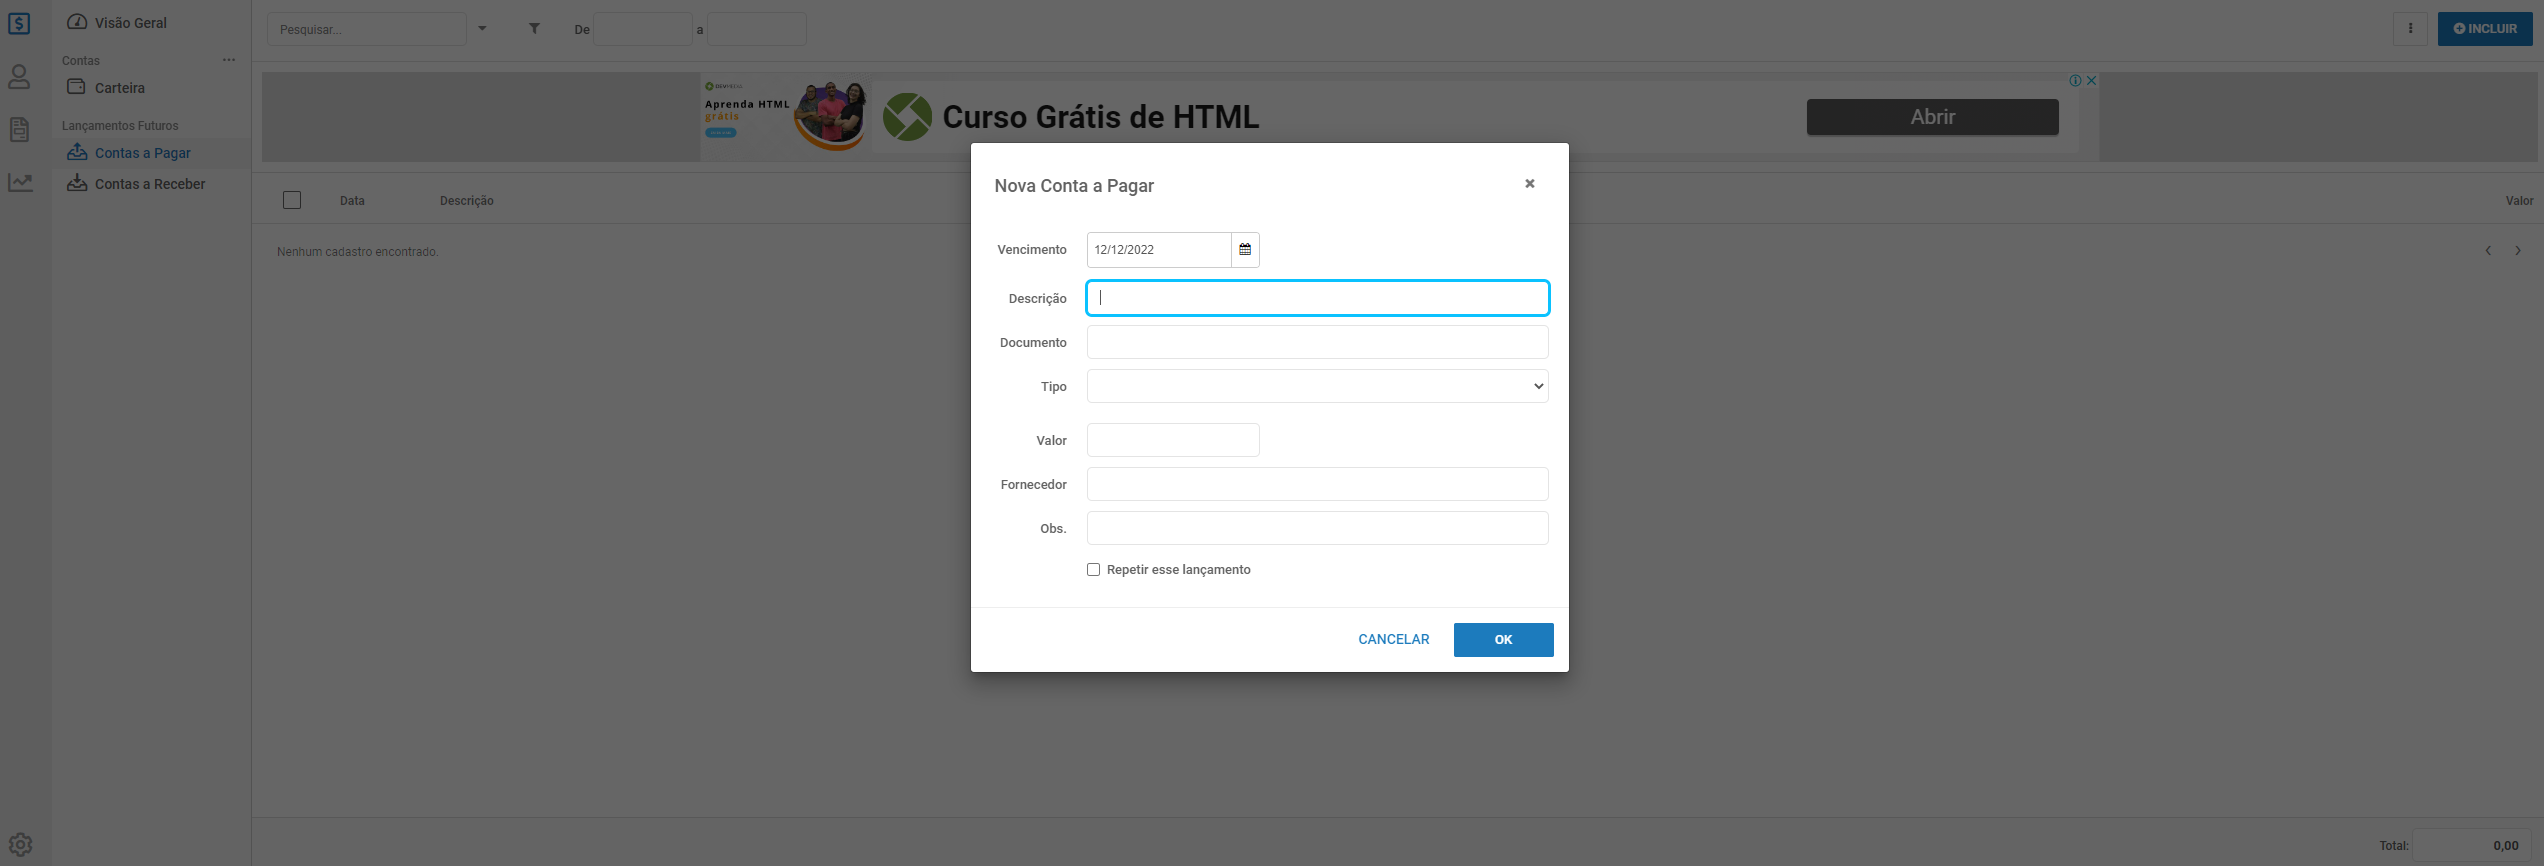 Visão Geral
Contas
Carteira
Lançamentos Futuros
Contas a Pagar
Contas a Receber
Pesquisar...
De
a
INCLUIR
DEVMEDIA
Aprenda HTML
grátis
Curso Grátis de HTML
Abrir
Data
Descrição
Valor
Nenhum cadastro encontrado.
Nova Conta a Pagar
Vencimento
12/12/2022
Descrição
Documento
Tipo
Valor
Fornecedor
Obs.
Repetir esse lançamento
CANCELAR
OK
Total:
0,00